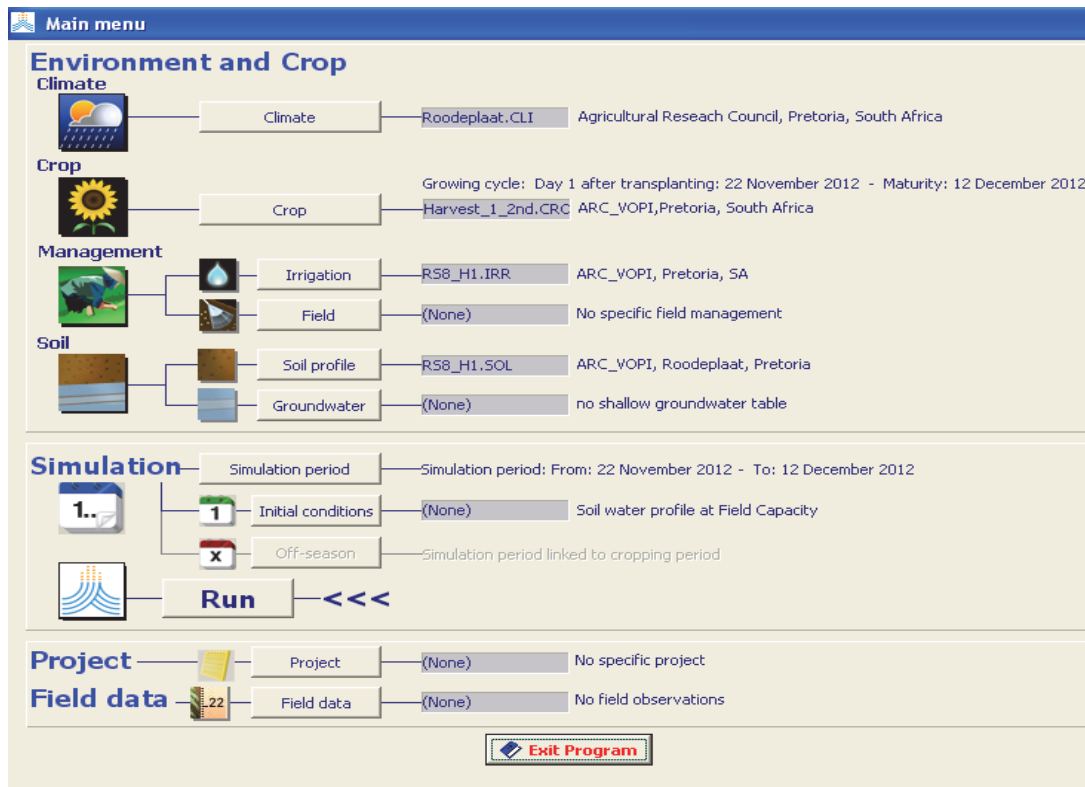 Main menu
Environment and Crop
Climate
Climate Roodeplaat.CLI Agricultural Reseach Council, Pretoria, South Africa
Crop
Growing cycle: Day 1 after transplanting: 22 November 2012 - Maturity: 12 December 2012
Crop Harvest_1_2nd.CRO ARC_VOPI,Pretoria, South Africa
Management
Irrigation RS8_H1.IRR ARC_VOPI, Pretoria, SA
Field (None) No specific field management
Soil
Soil profile RS8_H1.SOL ARC_VOPI, Roodeplaat, Pretoria
Groundwater (None) no shallow groundwater table
Simulation Simulation period Simulation period: From: 22 November 2012 - To: 12 December 2012
1.. 1 Initial conditions (None) Soil water profile at Field Capacity
X Off-season Simulation period linked to cropping period
Run <<<
Project Project (None) No specific project
Field data 22 Field data (None) No field observations
Exit Program